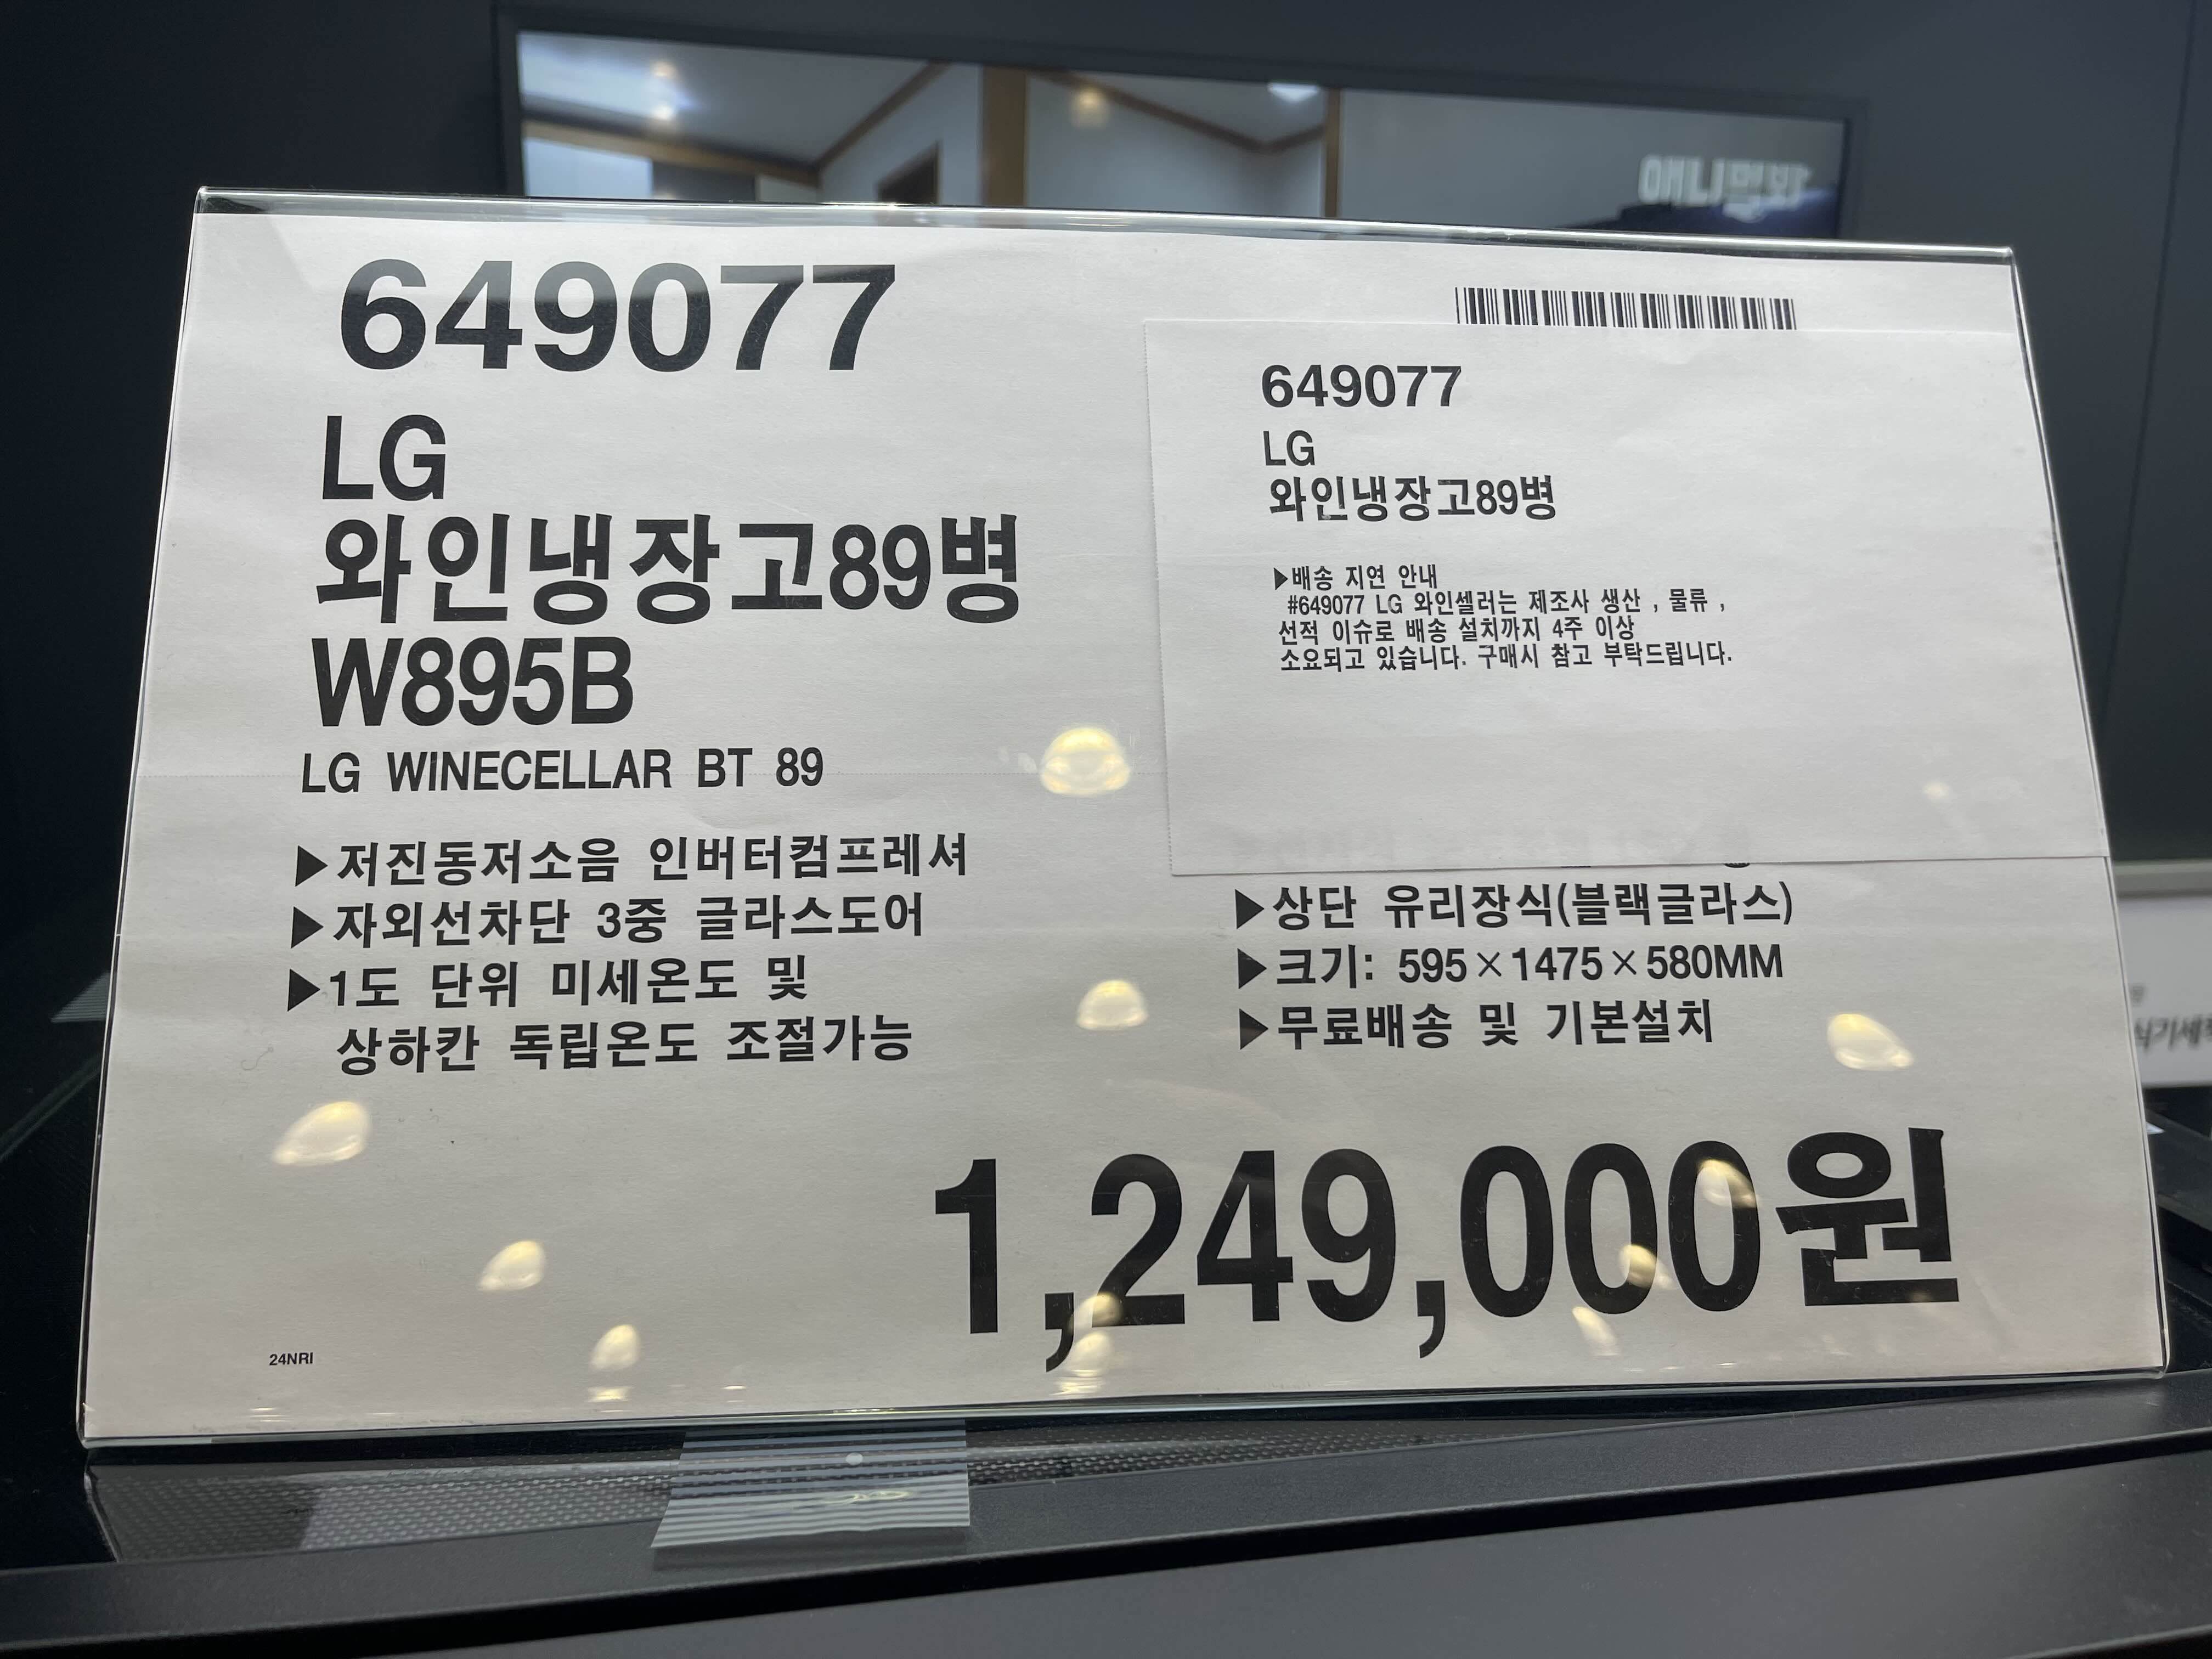 649077
LG
와인냉장고89병
W895B
LG WINECELLAR BT 89
▶저진동저소음 인버터컴프레셔
▶자외선차단 3중 글라스도어
▶1도 단위 미세온도 및
상하칸 독립온도 조절가능
649077
LG
와인냉장고89병
▶배송 지연 안내
#649077 LG 와인셀러는 제조사 생산 , 물류 ,
선적 이슈로 배송 설치까지 4주 이상
소요되고 있습니다. 구매시 참고 부탁드립니다.
▶상단 유리장식(블랙글라스)
▶크기: 595×1475×580MM
▶무료배송 및 기본설치
1,249,000원
24NRI